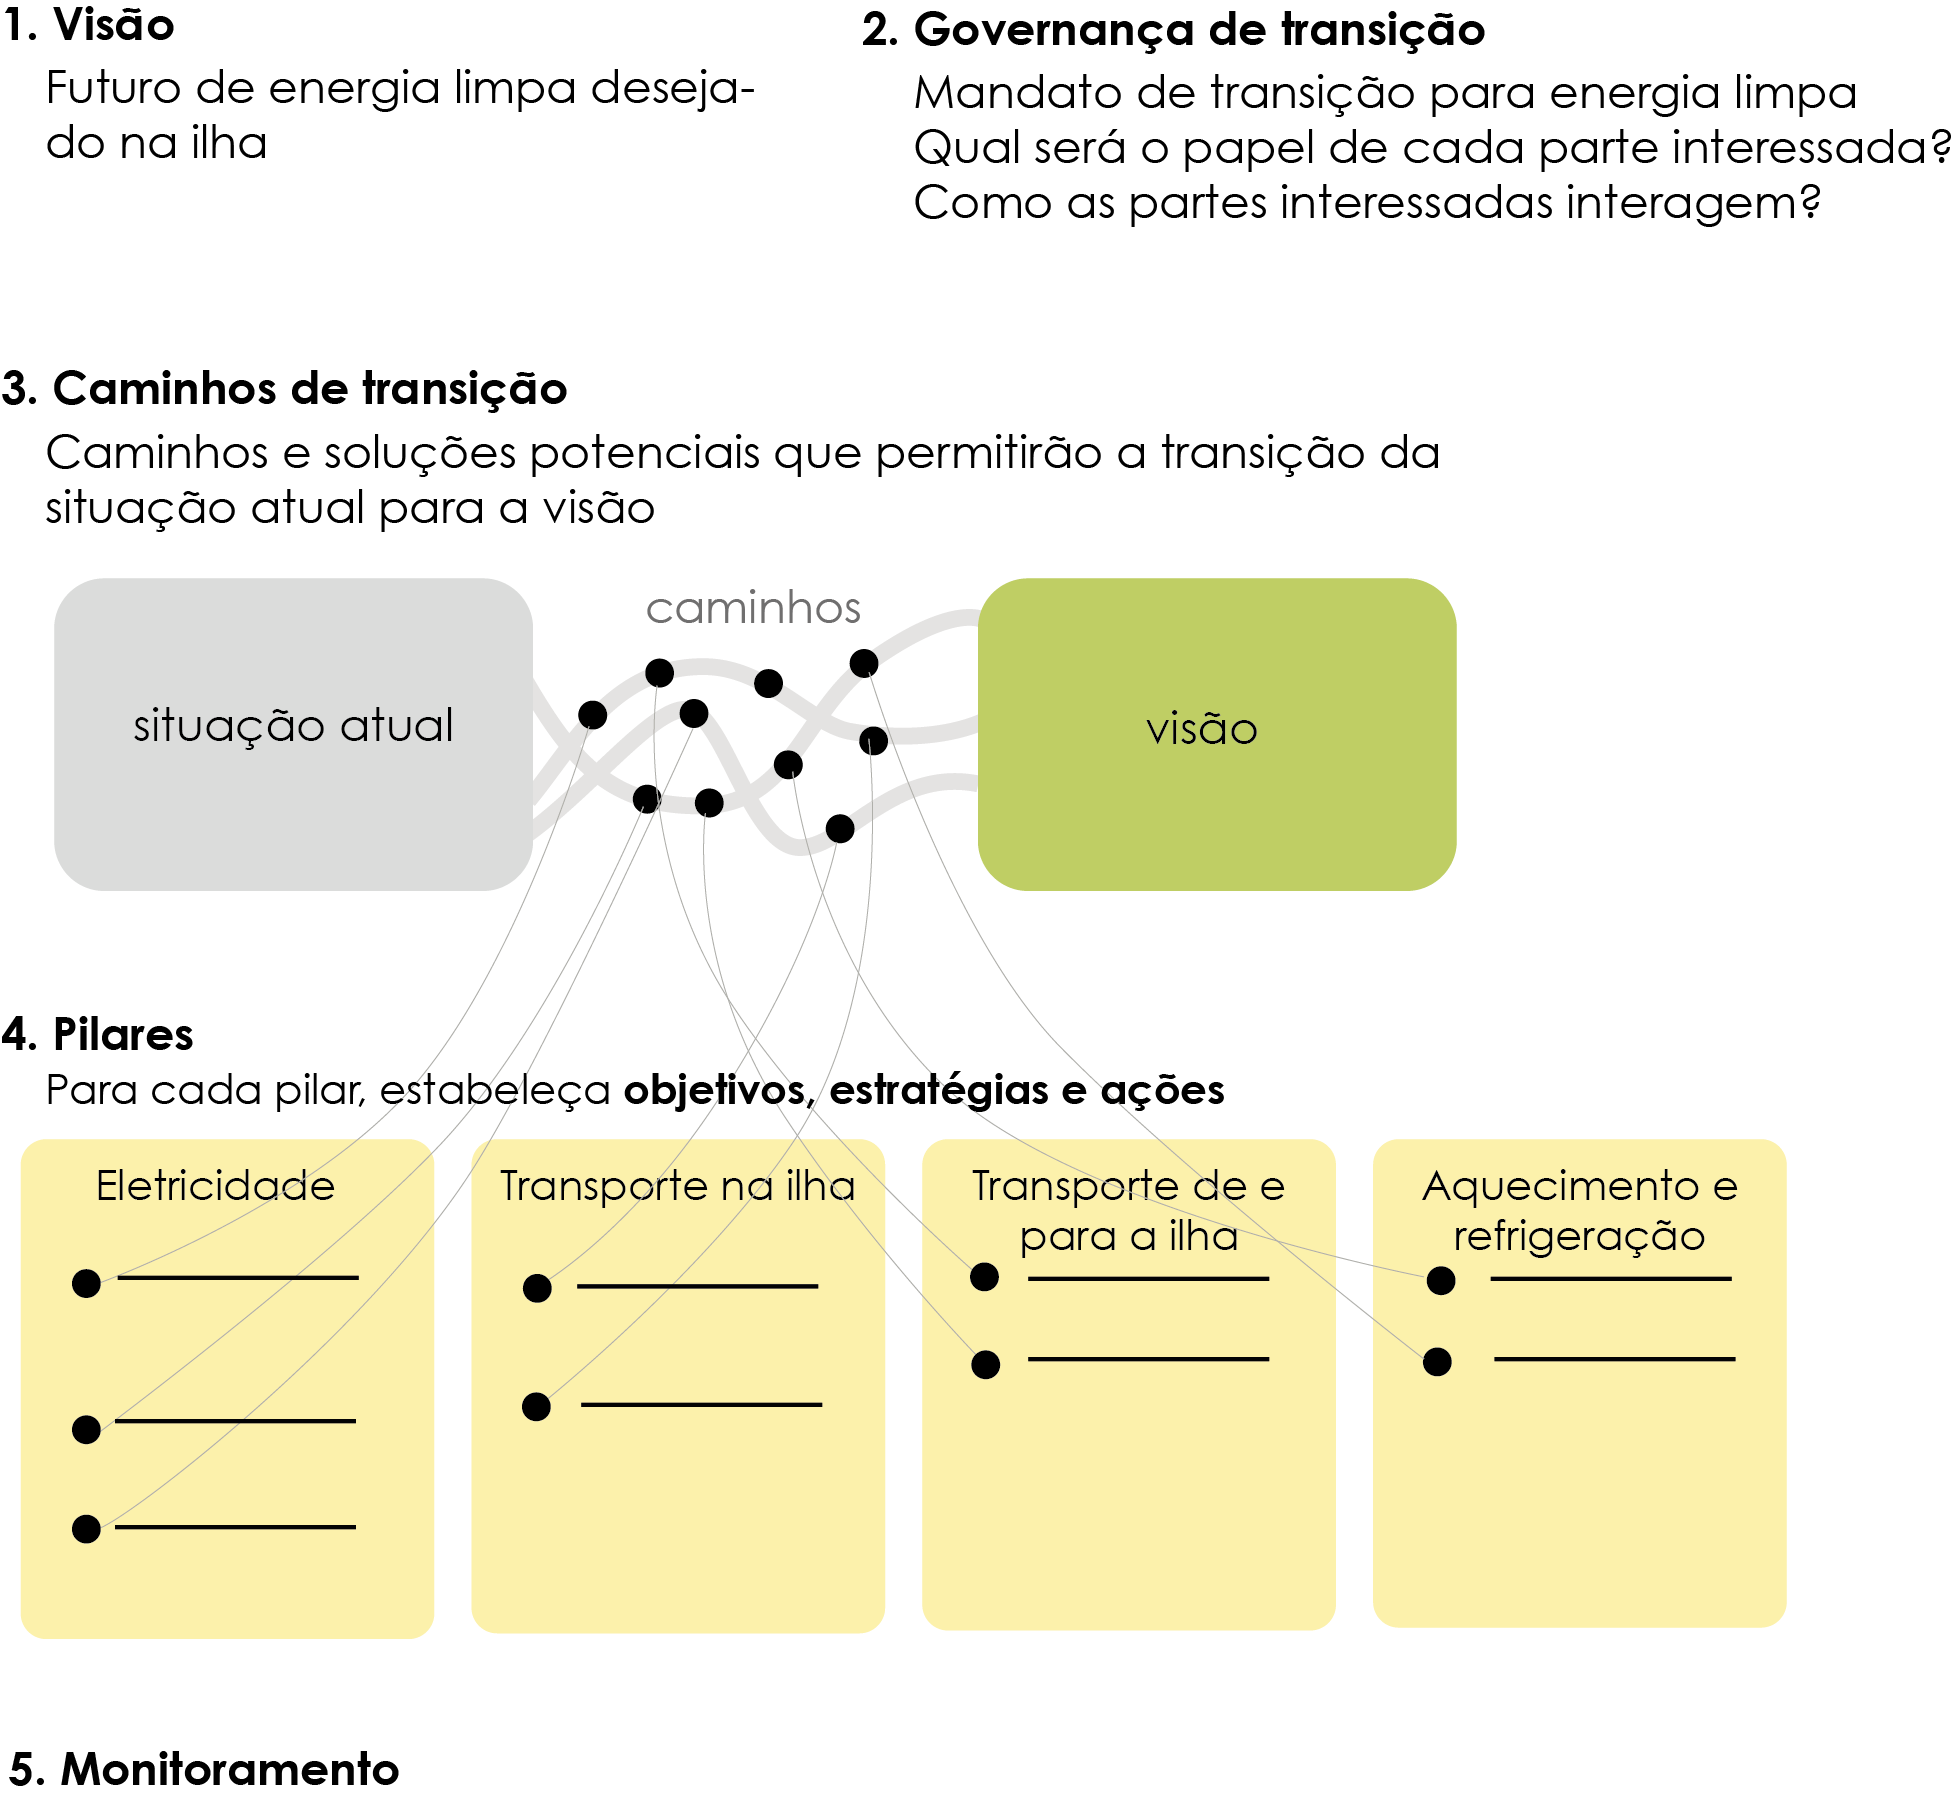 1. Visão
Futuro de energia limpa deseja-
do na ilha
2. Governança de transição
Mandato de transição para energia limpa
Qual será o papel de cada parte interessada?
Como as partes interessadas interagem?
3. Caminhos de transição
Caminhos e soluções potenciais que permitirão a transição da
situação atual para a visão
caminhos
situação atual
visão
4. Pilares
Para cada pilar, estabeleça objetivos, estratégias e ações
Eletricidade
Transporte na ilha
Transporte de e
para a ilha
Aquecimento e
refrigeração
5. Monitoramento